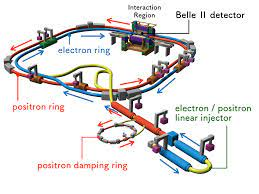 Interaction
Region
Belle II detector
electron ring
positron ring
electron / positron
linear injector
positron damping ring